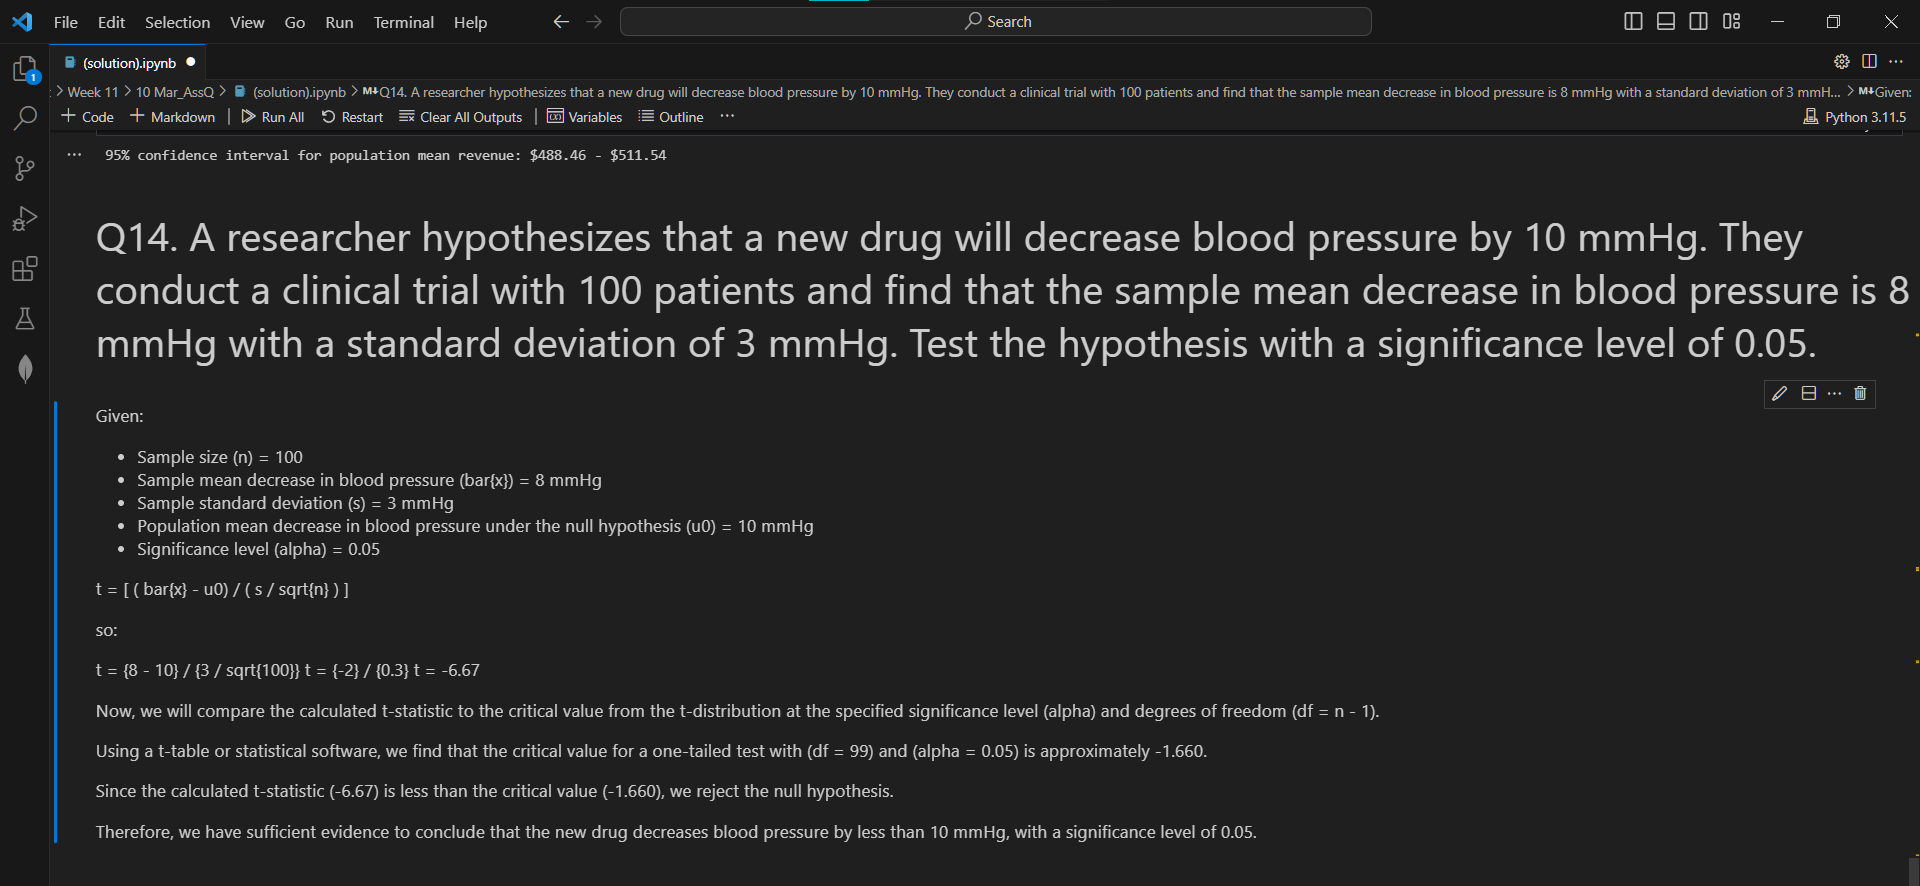 File Edit Selection View Go Run Terminal Help
Search
(solution).ipynb
1
Week 11 > 10 Mar_AssQ > (solution).ipynb > M↓Q14. A researcher hypothesizes that a new drug will decrease blood pressure by 10 mmHg. They conduct a clinical trial with 100 patients and find that the sample mean decrease in blood pressure is 8 mmHg with a standard deviation of 3 mmH... > M↓Given:
+ Code + Markdown | Run All Restart Clear All Outputs | Variables Outline ...
Python 3.11.5
... 95% confidence interval for population mean revenue: $488.46 - $511.54
Q14. A researcher hypothesizes that a new drug will decrease blood pressure by 10 mmHg. They
conduct a clinical trial with 100 patients and find that the sample mean decrease in blood pressure is 8
mmHg with a standard deviation of 3 mmHg. Test the hypothesis with a significance level of 0.05.
Given:
• Sample size (n) = 100
• Sample mean decrease in blood pressure (bar{x}) = 8 mmHg
• Sample standard deviation (s) = 3 mmHg
• Population mean decrease in blood pressure under the null hypothesis (u0) = 10 mmHg
• Significance level (alpha) = 0.05
t = [ ( bar{x} - u0) / ( s / sqrt{n} ) ]
so:
t = {8 - 10} / {3 / sqrt{100}} t = {-2} / {0.3} t = -6.67
Now, we will compare the calculated t-statistic to the critical value from the t-distribution at the specified significance level (alpha) and degrees of freedom (df = n - 1).
Using a t-table or statistical software, we find that the critical value for a one-tailed test with (df = 99) and (alpha = 0.05) is approximately -1.660.
Since the calculated t-statistic (-6.67) is less than the critical value (-1.660), we reject the null hypothesis.
Therefore, we have sufficient evidence to conclude that the new drug decreases blood pressure by less than 10 mmHg, with a significance level of 0.05.